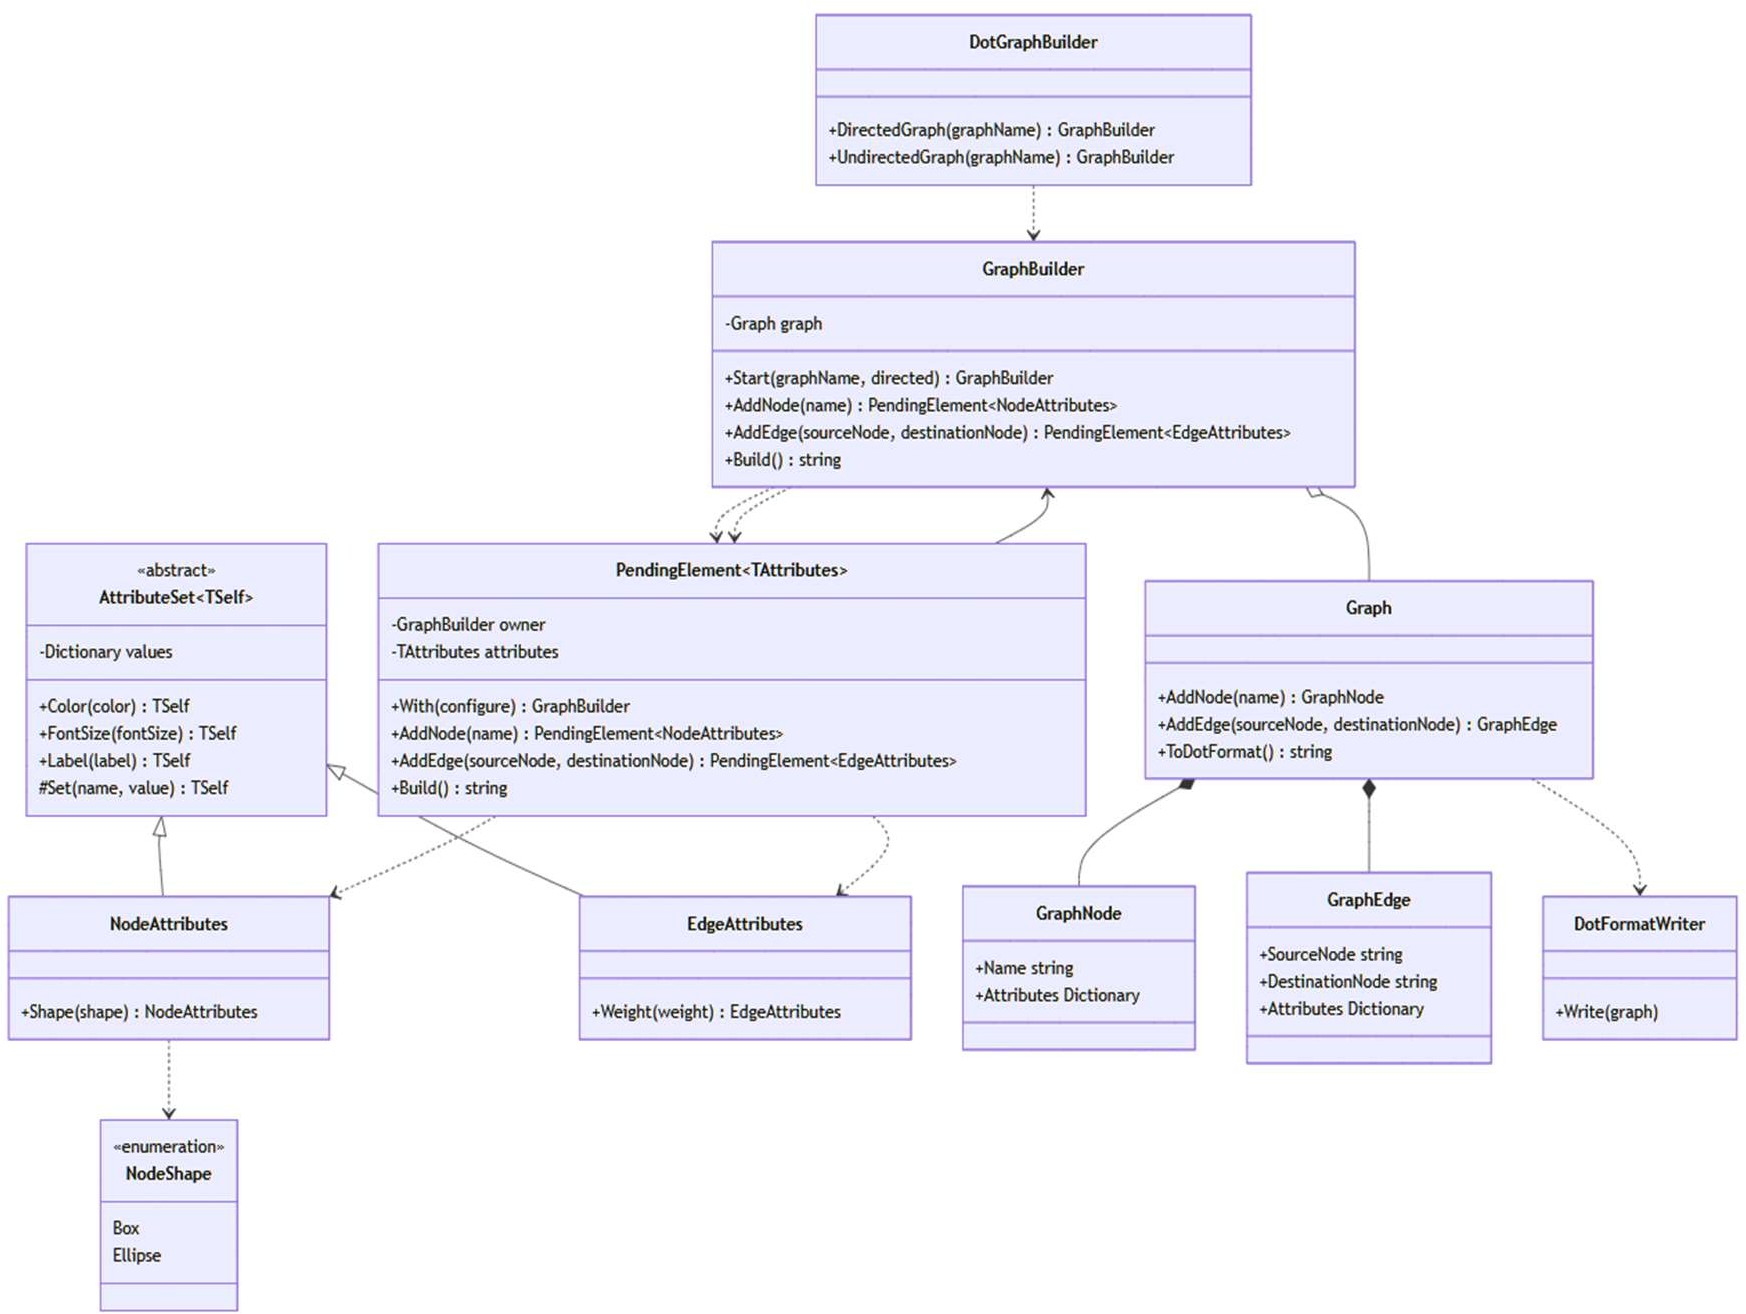 DotGraphBuilder
+DirectedGraph(graphName) : GraphBuilder
+UndirectedGraph(graphName) : GraphBuilder
GraphBuilder
-Graph graph
+Start(graphName, directed) : GraphBuilder
+AddNode(name) : PendingElement<NodeAttributes>
+AddEdge(sourceNode, destinationNode) : PendingElement<EdgeAttributes>
+Build() : string
«abstract»
AttributeSet<TSelf>
-Dictionary values
+Color(color) : TSelf
+FontSize(fontSize) : TSelf
+Label(label) : TSelf
#Set(name, value) : TSelf
PendingElement<TAttributes>
-GraphBuilder owner
-TAttributes attributes
+With(configure) : GraphBuilder
+AddNode(name) : PendingElement<NodeAttributes>
+AddEdge(sourceNode, destinationNode) : PendingElement<EdgeAttributes>
+Build() : string
Graph
+AddNode(name) : GraphNode
+AddEdge(sourceNode, destinationNode) : GraphEdge
+ToDotFormat() : string
NodeAttributes
+Shape(shape) : NodeAttributes
EdgeAttributes
+Weight(weight) : EdgeAttributes
GraphNode
+Name string
+Attributes Dictionary
GraphEdge
+SourceNode string
+DestinationNode string
+Attributes Dictionary
DotFormatWriter
+Write(graph)
«enumeration»
NodeShape
Box
Ellipse